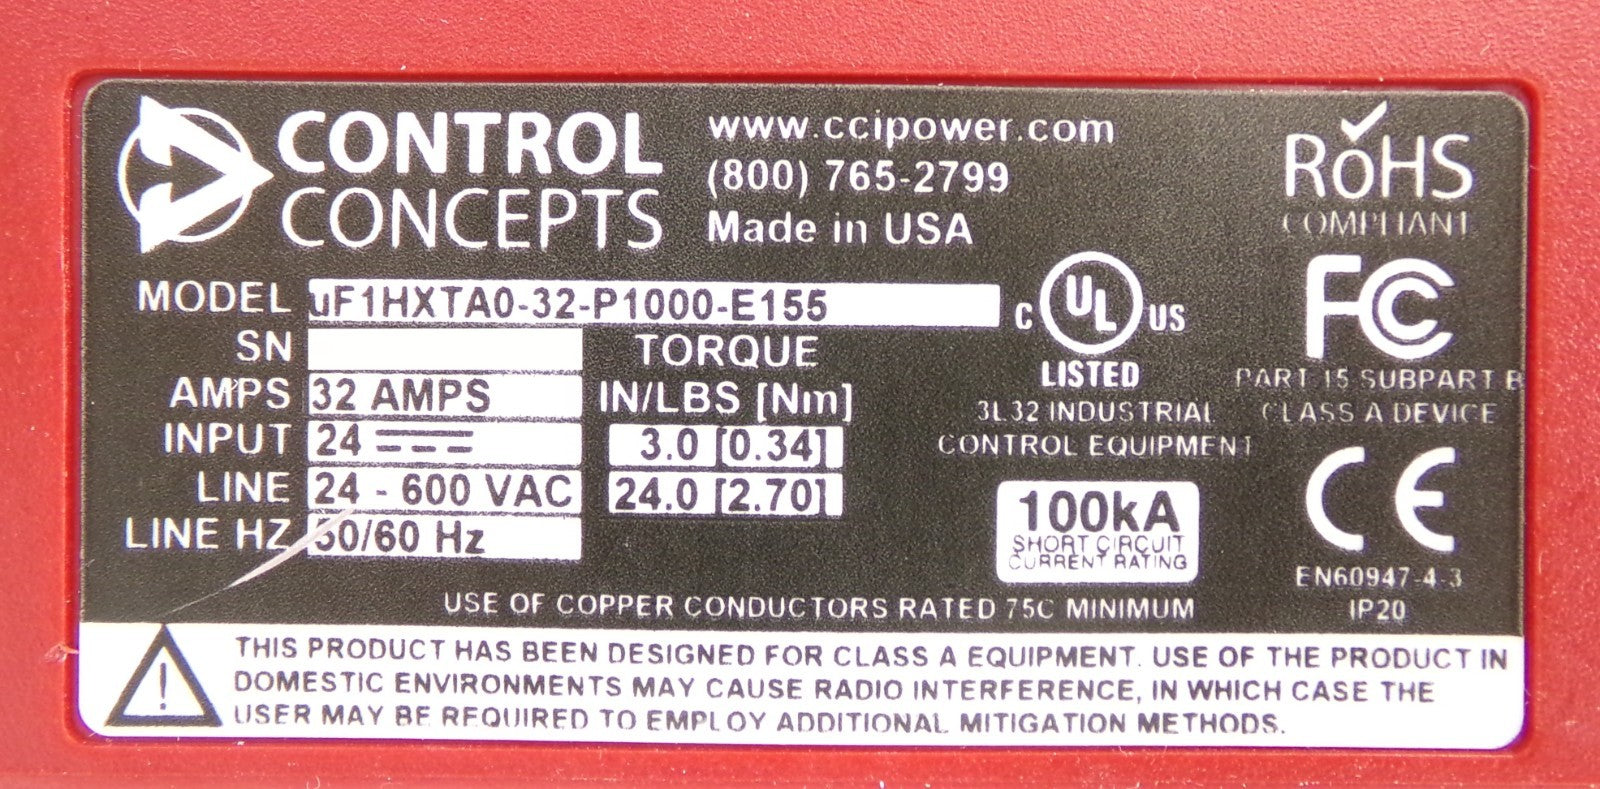 CONTROL
CONCEPTS
www.ccipower.com
(800) 765-2799
Made in USA
RoHS
COMPLIANT
MODEL uF1HXTA0-32-P1000-E155
SN
AMPS 32 AMPS
INPUT 24
LINE 24 - 600 VAC
LINE HZ 50/60 Hz
TORQUE
IN/LBS [Nm]
3.0 [0.34]
24.0 [2.70]
C UL US
LISTED
3L32 INDUSTRIAL
CONTROL EQUIPMENT
100kA
SHORT CIRCUIT
CURRENT RATING
FC
PART 15 SUBPART B
CLASS A DEVICE
CE
EN60947-4-3
IP20
USE OF COPPER CONDUCTORS RATED 75C MINIMUM
THIS PRODUCT HAS BEEN DESIGNED FOR CLASS A EQUIPMENT. USE OF THE PRODUCT IN
DOMESTIC ENVIRONMENTS MAY CAUSE RADIO INTERFERENCE, IN WHICH CASE THE
USER MAY BE REQUIRED TO EMPLOY ADDITIONAL MITIGATION METHODS.